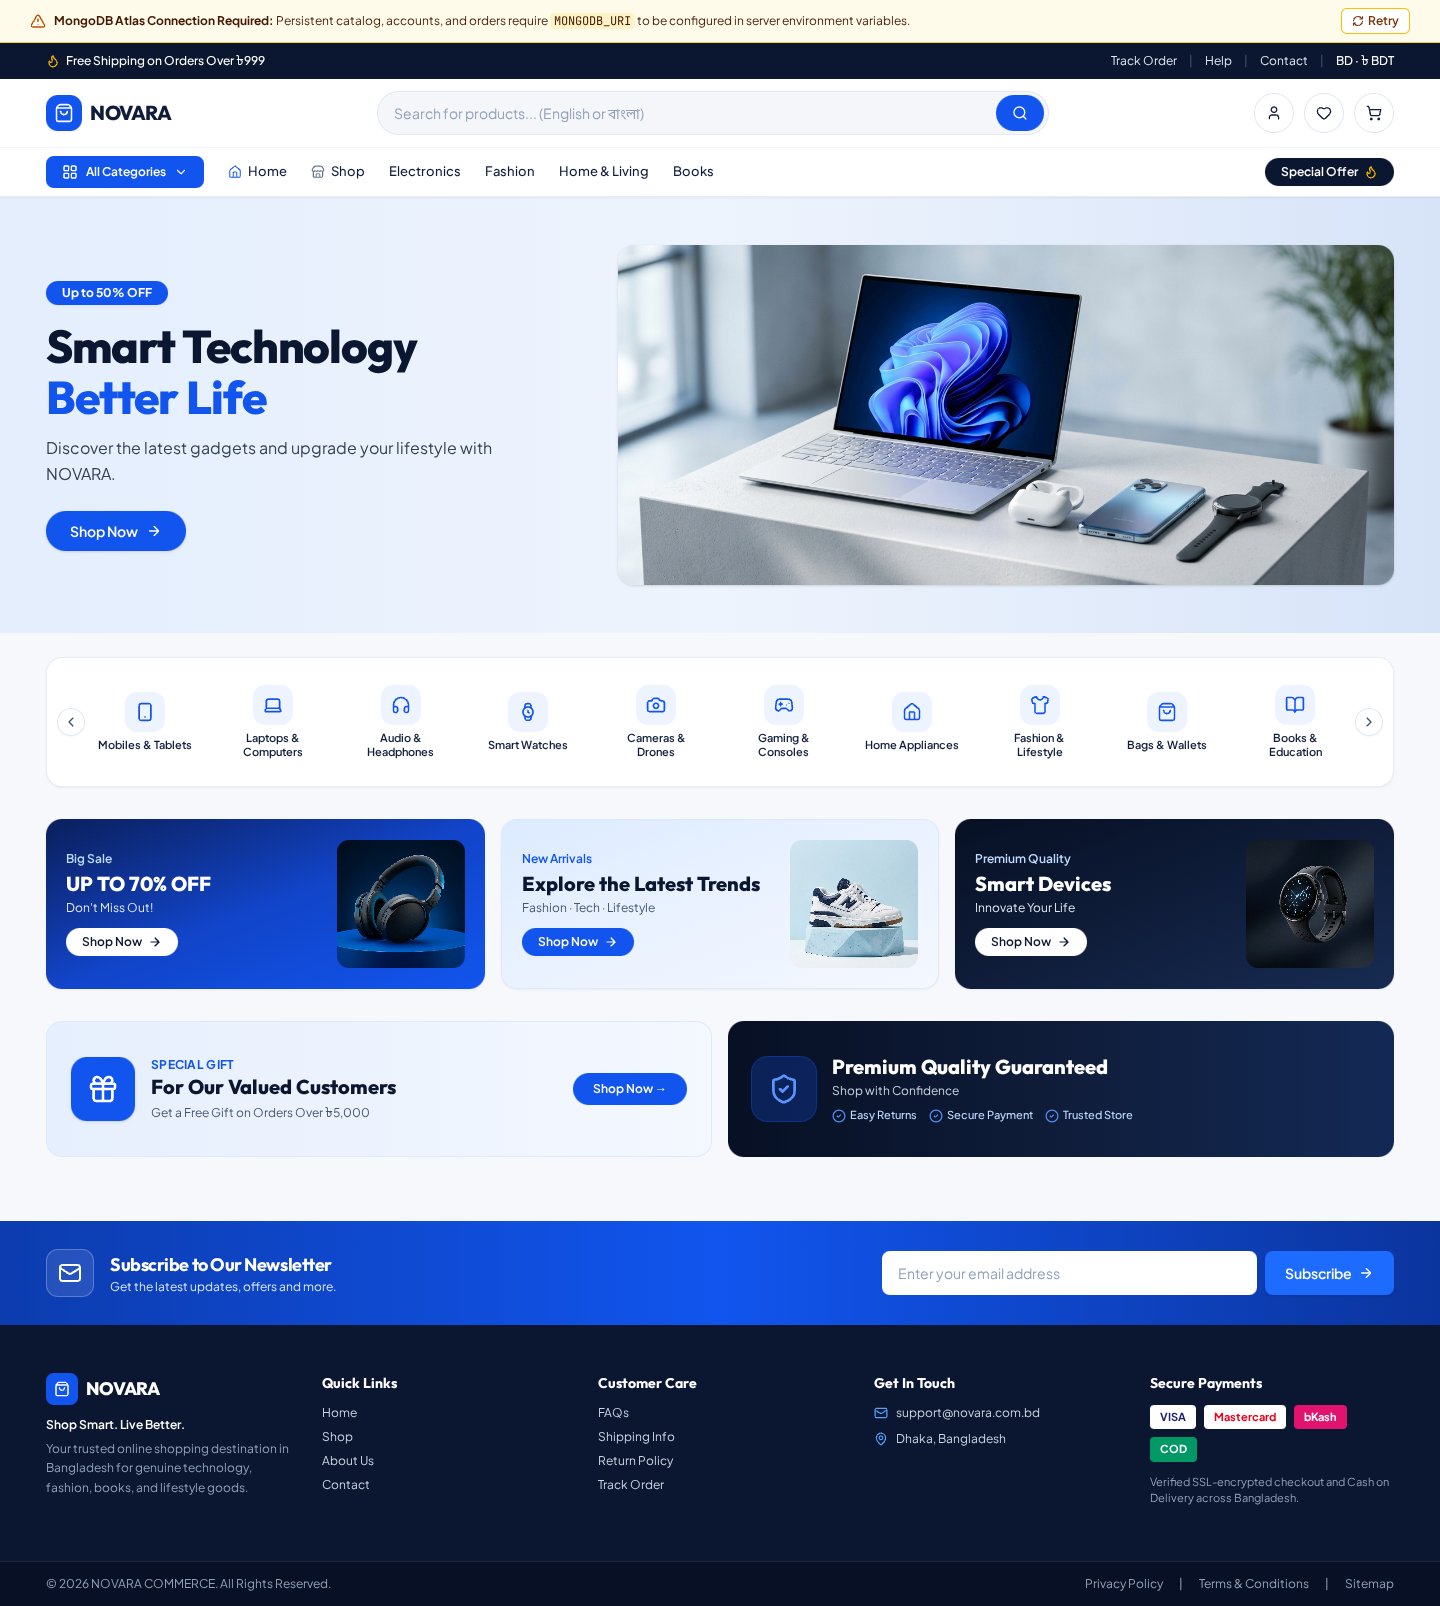 MongoDB Atlas Connection Required: Persistent catalog, accounts, and orders require MONGODB_URI to be configured in server environment variables.
Retry
Free Shipping on Orders Over ৳999
Track Order | Help | Contact | BD · ৳ BDT
NOVARA
Search for products... (English or বাংলা)
All Categories
Home
Shop
Electronics
Fashion
Home & Living
Books
Special Offer
Up to 50% OFF
Smart Technology
Better Life
Discover the latest gadgets and upgrade your lifestyle with
NOVARA.
Shop Now
Mobiles & Tablets
Laptops &
Computers
Audio &
Headphones
Smart Watches
Cameras &
Drones
Gaming &
Consoles
Home Appliances
Fashion &
Lifestyle
Bags & Wallets
Books &
Education
Big Sale
UP TO 70% OFF
Don't Miss Out!
Shop Now
New Arrivals
Explore the Latest Trends
Fashion · Tech · Lifestyle
Shop Now
Premium Quality
Smart Devices
Innovate Your Life
Shop Now
SPECIAL GIFT
For Our Valued Customers
Get a Free Gift on Orders Over ৳5,000
Shop Now →
Premium Quality Guaranteed
Shop with Confidence
Easy Returns
Secure Payment
Trusted Store
Subscribe to Our Newsletter
Get the latest updates, offers and more.
Enter your email address
Subscribe
NOVARA
Shop Smart. Live Better.
Your trusted online shopping destination in
Bangladesh for genuine technology,
fashion, books, and lifestyle goods.
Quick Links
Home
Shop
About Us
Contact
Customer Care
FAQs
Shipping Info
Return Policy
Track Order
Get In Touch
support@novara.com.bd
Dhaka, Bangladesh
Secure Payments
VISA
Mastercard
bKash
COD
Verified SSL-encrypted checkout and Cash on
Delivery across Bangladesh.
© 2026 NOVARA COMMERCE. All Rights Reserved.
Privacy Policy | Terms & Conditions | Sitemap